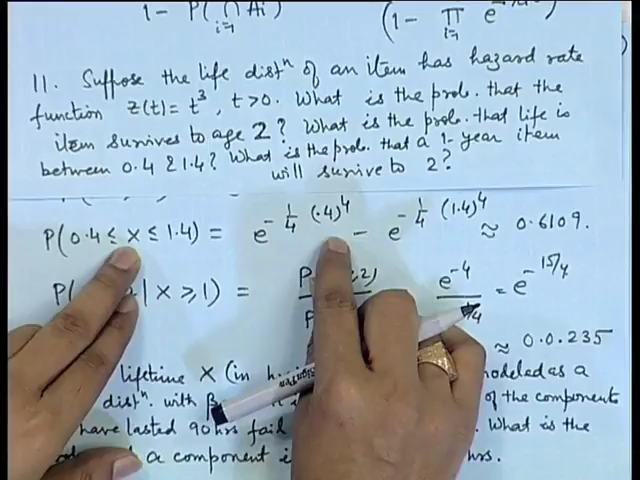 1 - P( ⋂ Ai) (1 - ∏ e
i=1 i=1
11. Suppose the life distⁿ of an item has hazard rate
function z(t) = t³, t>0. What is the prob. that the
item survives to age 2? What is the prob. that life is
between 0.4 & 1.4? What is the prob. that a 1-year item
will survive to 2?
P(0.4 ≤ X ≤ 1.4) = e^{-1/4 (.4)^4} - e^{-1/4 (1.4)^4} ≈ 0.6109.
P( | X ≥ 1) = e^{-4} = e^{-15/4}
≈ 0.0.235
lifetime X (in modeled as a
distⁿ. with β of the component
have lasted 90 hrs fail What is the
a component hrs.